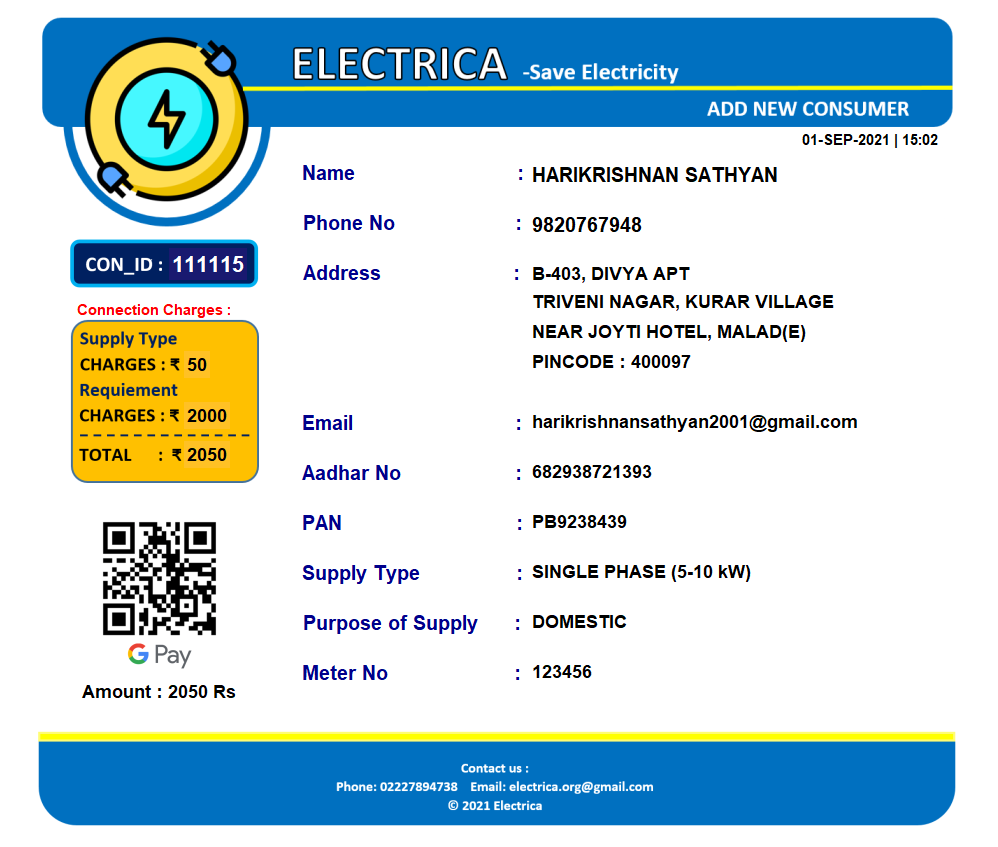 ELECTRICA -Save Electricity
ADD NEW CONSUMER
01-SEP-2021 | 15:02
Name : HARIKRISHNAN SATHYAN
Phone No : 9820767948
CON_ID : 111115
Address : B-403, DIVYA APT
TRIVENI NAGAR, KURAR VILLAGE
NEAR JOYTI HOTEL, MALAD(E)
PINCODE : 400097
Connection Charges :
Supply Type
CHARGES : ₹ 50
Requiement
CHARGES : ₹ 2000
TOTAL : ₹ 2050
Email : harikrishnansathyan2001@gmail.com
Aadhar No : 682938721393
PAN : PB9238439
Supply Type : SINGLE PHASE (5-10 kW)
Purpose of Supply : DOMESTIC
Meter No : 123456
G Pay
Amount : 2050 Rs
Contact us :
Phone: 02227894738 Email: electrica.org@gmail.com
© 2021 Electrica